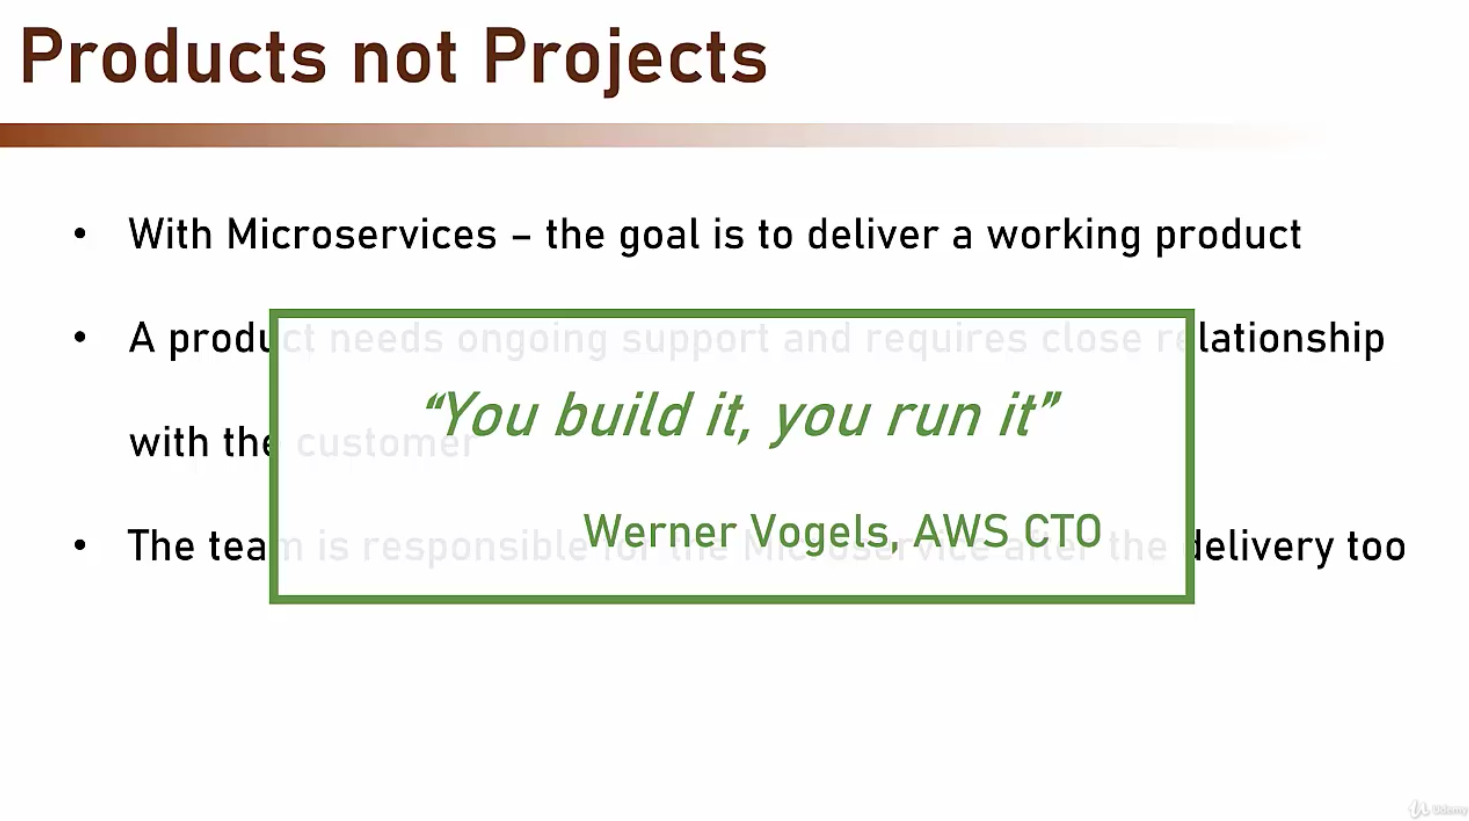 Products not Projects
• With Microservices – the goal is to deliver a working product
• A product needs ongoing support and requires close relationship
“You build it, you run it”
with the customer
Werner Vogels, AWS CTO
• The team is responsible for the Microservice after the delivery too
Udemy